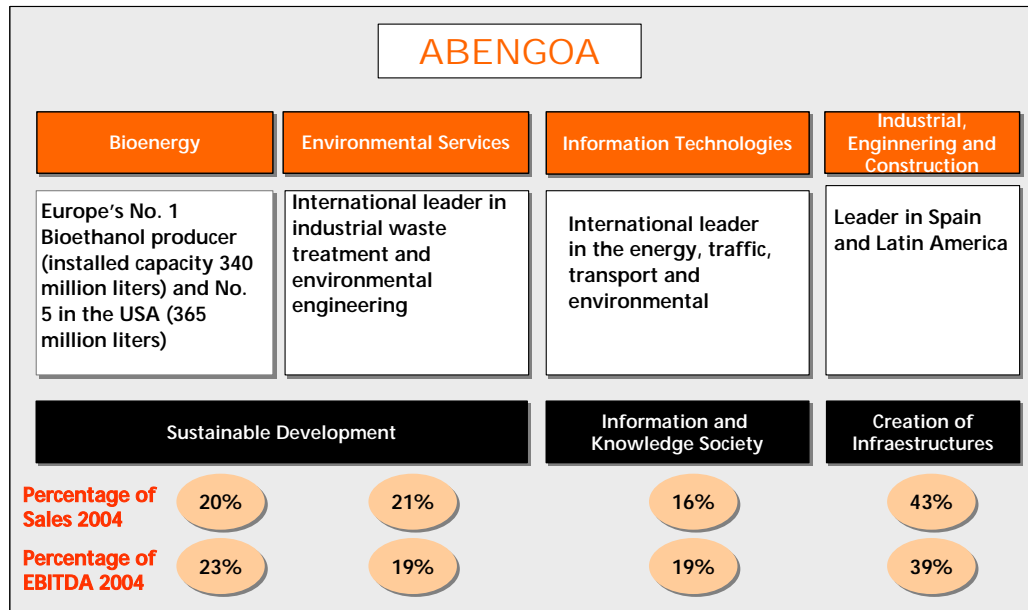 ABENGOA
Bioenergy
Environmental Services
Information Technologies
Industrial,
Enginnering and
Construction
Europe's No. 1
Bioethanol producer
(installed capacity 340
million liters) and No.
5 in the USA (365
million liters)
International leader in
industrial waste
treatment and
environmental
engineering
International leader
in the energy, traffic,
transport and
environmental
Leader in Spain
and Latin America
Sustainable Development
Information and
Knowledge Society
Creation of
Infraestructures
Percentage of
Sales 2004
20%
21%
16%
43%
Percentage of
EBITDA 2004
23%
19%
19%
39%